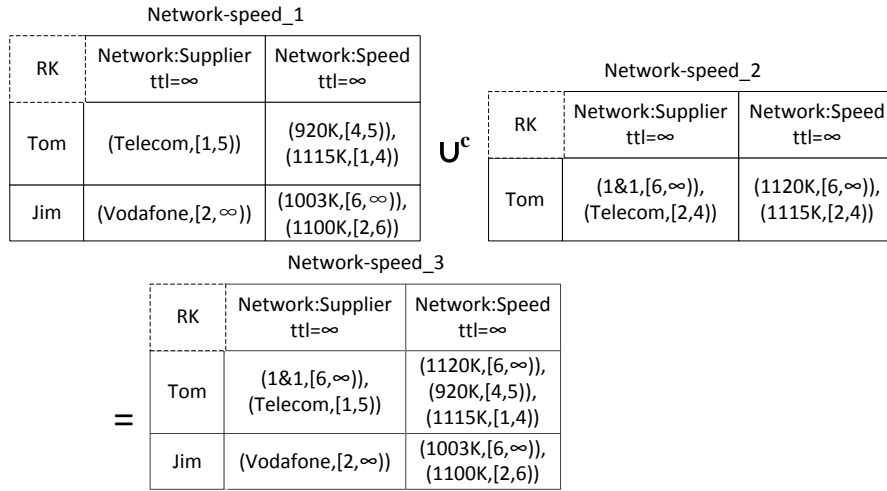 Network-speed_1
RK
Network:Supplier
ttl=∞
Network:Speed
ttl=∞
Tom
(Telecom,[1,5))
(920K,[4,5)),
(1115K,[1,4))
Jim
(Vodafone,[2,∞))
(1003K,[6,∞)),
(1100K,[2,6))
∪ᶜ
Network-speed_2
RK
Network:Supplier
ttl=∞
Network:Speed
ttl=∞
Tom
(1&1,[6,∞)),
(Telecom,[2,4))
(1120K,[6,∞)),
(1115K,[2,4))
=
Network-speed_3
RK
Network:Supplier
ttl=∞
Network:Speed
ttl=∞
Tom
(1&1,[6,∞)),
(Telecom,[1,5))
(1120K,[6,∞)),
(920K,[4,5)),
(1115K,[1,4))
Jim
(Vodafone,[2,∞))
(1003K,[6,∞)),
(1100K,[2,6))